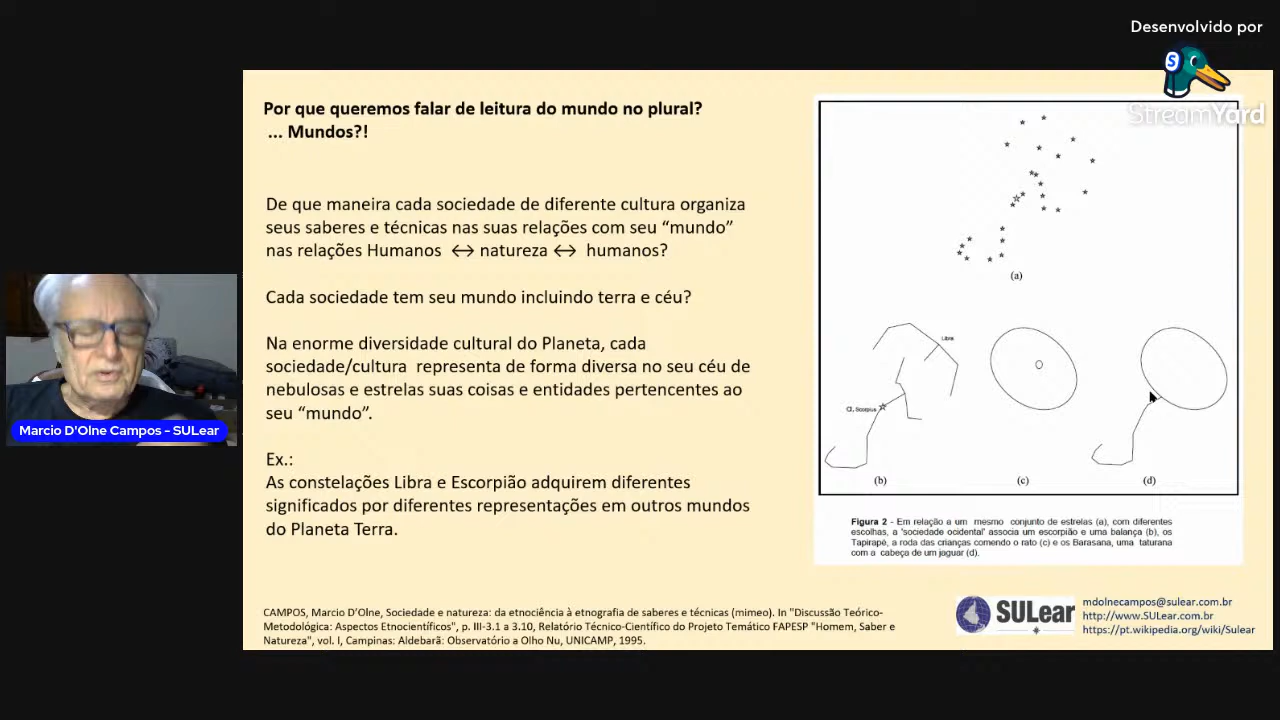 Desenvolvido por
StreamYard
Por que queremos falar de leitura do mundo no plural?
... Mundos?!
De que maneira cada sociedade de diferente cultura organiza
seus saberes e técnicas nas suas relações com seu “mundo”
nas relações Humanos ↔ natureza ↔ humanos?
Cada sociedade tem seu mundo incluindo terra e céu?
Na enorme diversidade cultural do Planeta, cada
sociedade/cultura representa de forma diversa no seu céu de
nebulosas e estrelas suas coisas e entidades pertencentes ao
seu “mundo”.
Ex.:
As constelações Libra e Escorpião adquirem diferentes
significados por diferentes representações em outros mundos
do Planeta Terra.
(a)
Libra
Scorpius
(b)
(c)
(d)
Figura 2 - Em relação a um mesmo conjunto de estrelas (a), com diferentes
escolhas, a 'sociedade ocidental' associa um escorpião e uma balança (b), os
Tapirapé, a roda das crianças comendo o rato (c) e os Barasana, uma taturana
com a cabeça de um jaguar (d).
Marcio D'Olne Campos - SULear
CAMPOS, Marcio D’Olne, Sociedade e natureza: da etnociência à etnografia de saberes e técnicas (mimeo). In "Discussão Teórico-
Metodológica: Aspectos Etnocientíficos", p. III-3.1 a 3.10, Relatório Técnico-Científico do Projeto Temático FAPESP "Homem, Saber e
Natureza", vol. I, Campinas: Aldebarã: Observatório a Olho Nu, UNICAMP, 1995.
SULear
mdolnecampos@sulear.com.br
http://www.SULear.com.br
https://pt.wikipedia.org/wiki/Sulear